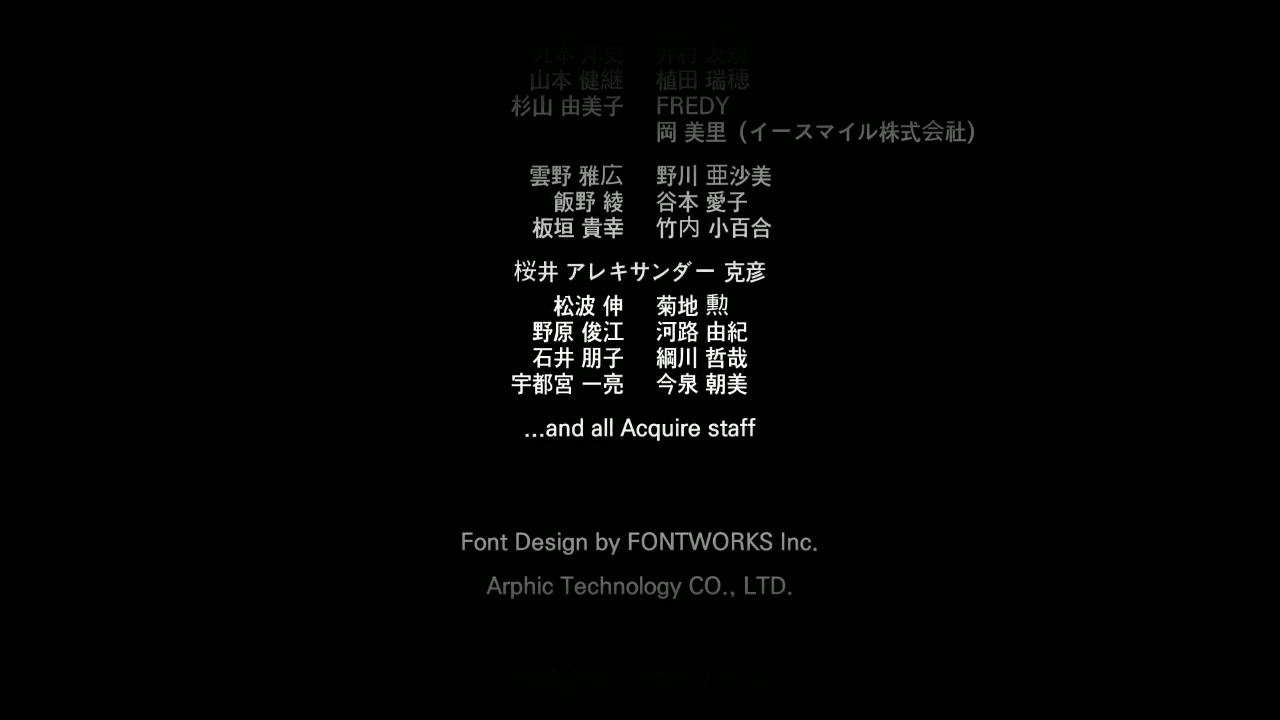 山本 健継 植田 瑞穂
杉山 由美子 FREDY
岡 美里 (イースマイル株式会社)
雲野 雅広 野川 亜沙美
飯野 綾 谷本 愛子
板垣 貴幸 竹内 小百合
桜井 アレキサンダー 克彦
松波 伸 菊地 勲
野原 俊江 河路 由紀
石井 朋子 綱川 哲哉
宇都宮 一亮 今泉 朝美
...and all Acquire staff
Font Design by FONTWORKS Inc.
Arphic Technology CO., LTD.